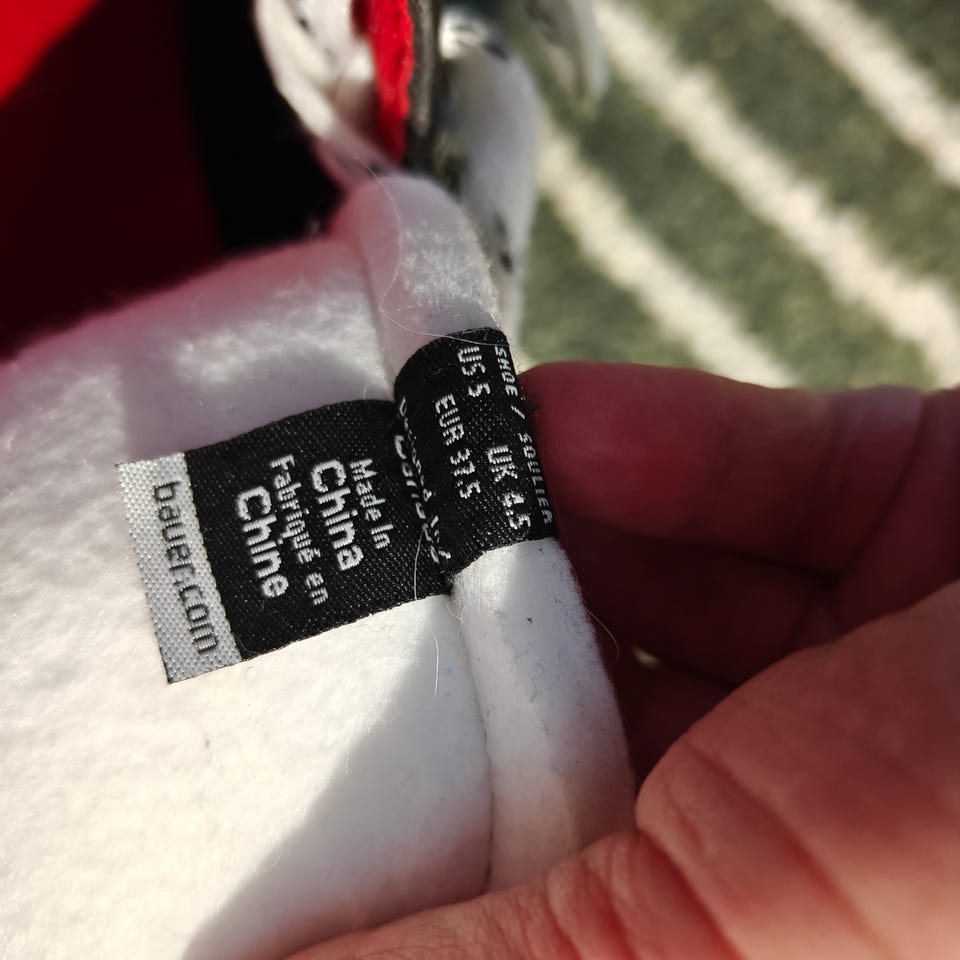 SHOE / SOULIER
US 5 UK 4.5
EUR 37.5
Made In
China
Fabriqué en
Chine
bauer.com